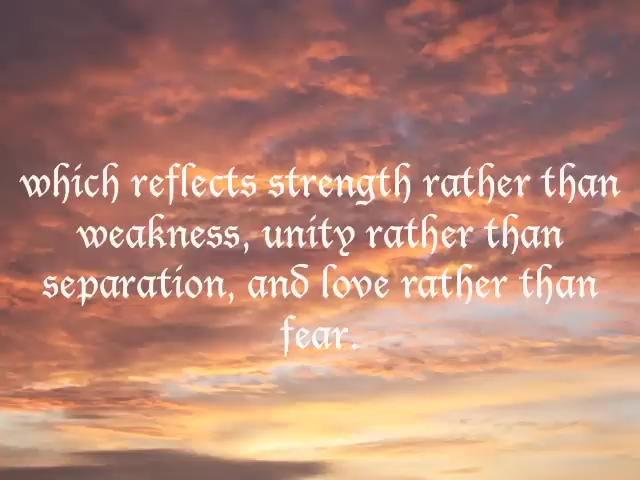 which reflects strength rather than
weakness, unity rather than
separation, and love rather than
fear.